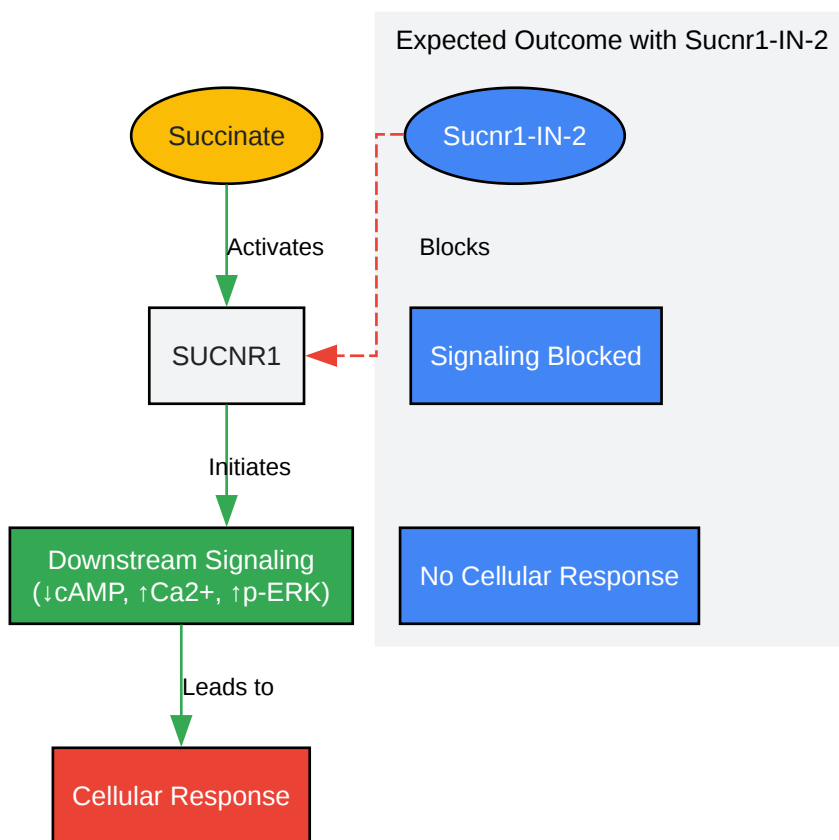 Expected Outcome with Sucnr1-IN-2
Succinate
Sucnr1-IN-2
Activates
Blocks
SUCNR1
Signaling Blocked
Initiates
Downstream Signaling
(↓cAMP, ↑Ca2+, ↑p-ERK)
No Cellular Response
Leads to
Cellular Response